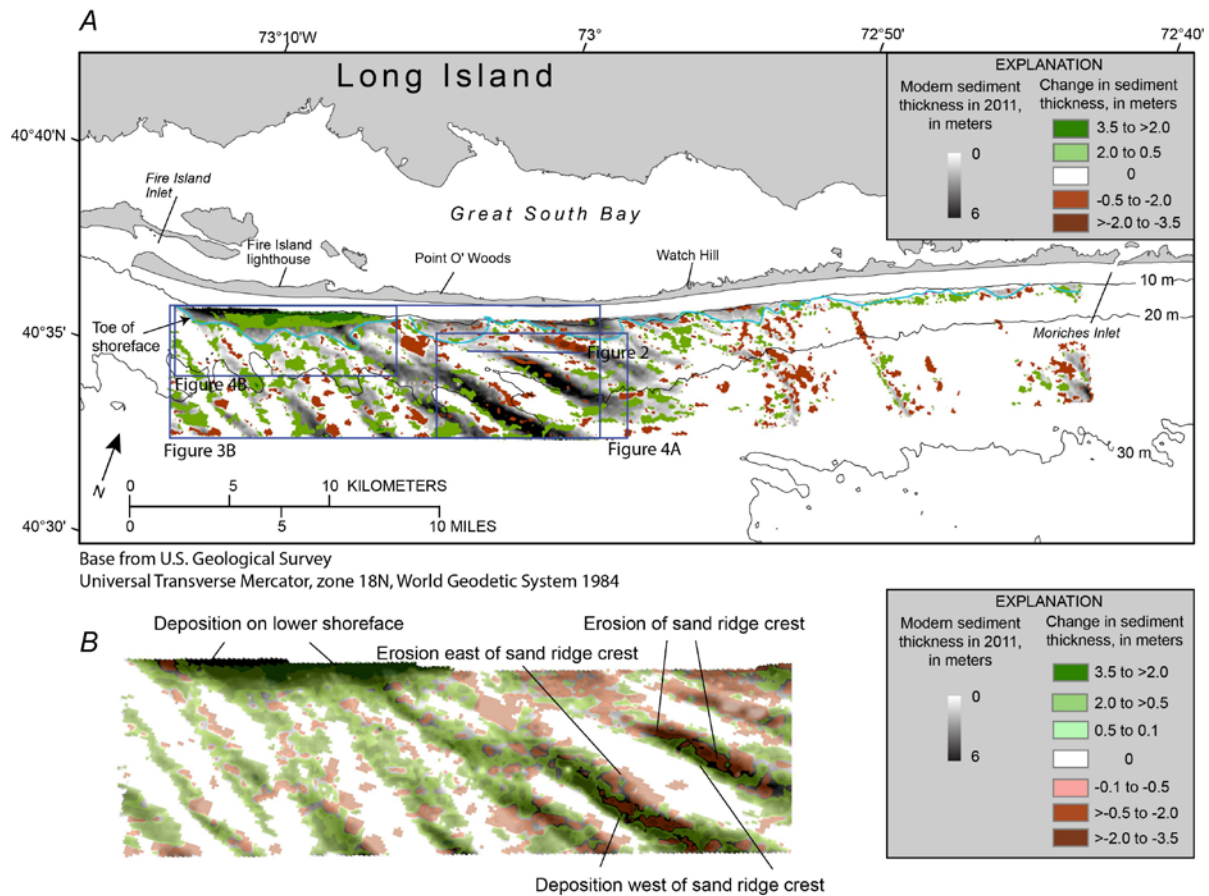 A
73°10'W
73°
72°50'
72°40'
Long Island
EXPLANATION
Modern sediment
thickness in 2011,
in meters
0
6
Change in sediment
thickness, in meters
3.5 to >2.0
2.0 to 0.5
0
-0.5 to -2.0
>-2.0 to -3.5
40°40'N
Fire Island
Inlet
Great South Bay
Fire Island
lighthouse
Point O' Woods
Watch Hill
10 m
20 m
40°35'
Toe of
shoreface
Moriches Inlet
Figure 2
Figure 4B
Figure 3B
Figure 4A
30 m
N
0 5 10 KILOMETERS
0 5 10 MILES
40°30'
Base from U.S. Geological Survey
Universal Transverse Mercator, zone 18N, World Geodetic System 1984
B
Deposition on lower shoreface
Erosion of sand ridge crest
Erosion east of sand ridge crest
Deposition west of sand ridge crest
EXPLANATION
Modern sediment
thickness in 2011,
in meters
0
6
Change in sediment
thickness, in meters
3.5 to >2.0
2.0 to >0.5
0.5 to 0.1
0
-0.1 to -0.5
>-0.5 to -2.0
>-2.0 to -3.5